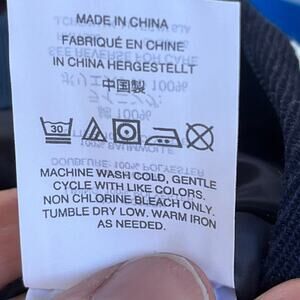 MADE IN CHINA
FABRIQUÉ EN CHINE
IN CHINA HERGESTELLT
中国製
30
MACHINE WASH COLD, GENTLE
CYCLE WITH LIKE COLORS.
NON CHLORINE BLEACH ONLY.
TUMBLE DRY LOW. WARM IRON
AS NEEDED.